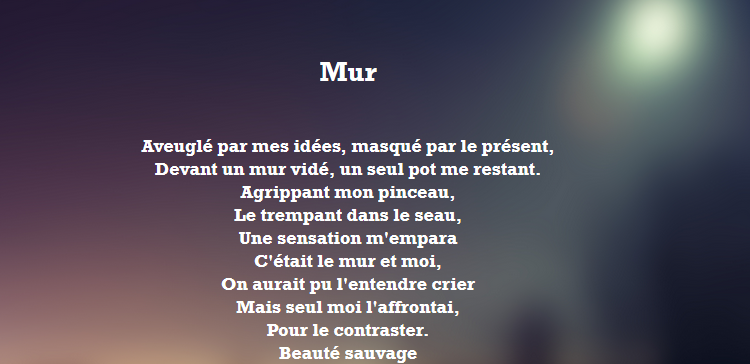 Mur
Aveuglé par mes idées, masqué par le présent,
Devant un mur vidé, un seul pot me restant.
Agrippant mon pinceau,
Le trempant dans le seau,
Une sensation m'empara
C'était le mur et moi,
On aurait pu l'entendre crier
Mais seul moi l'affrontai,
Pour le contraster.
Beauté sauvage